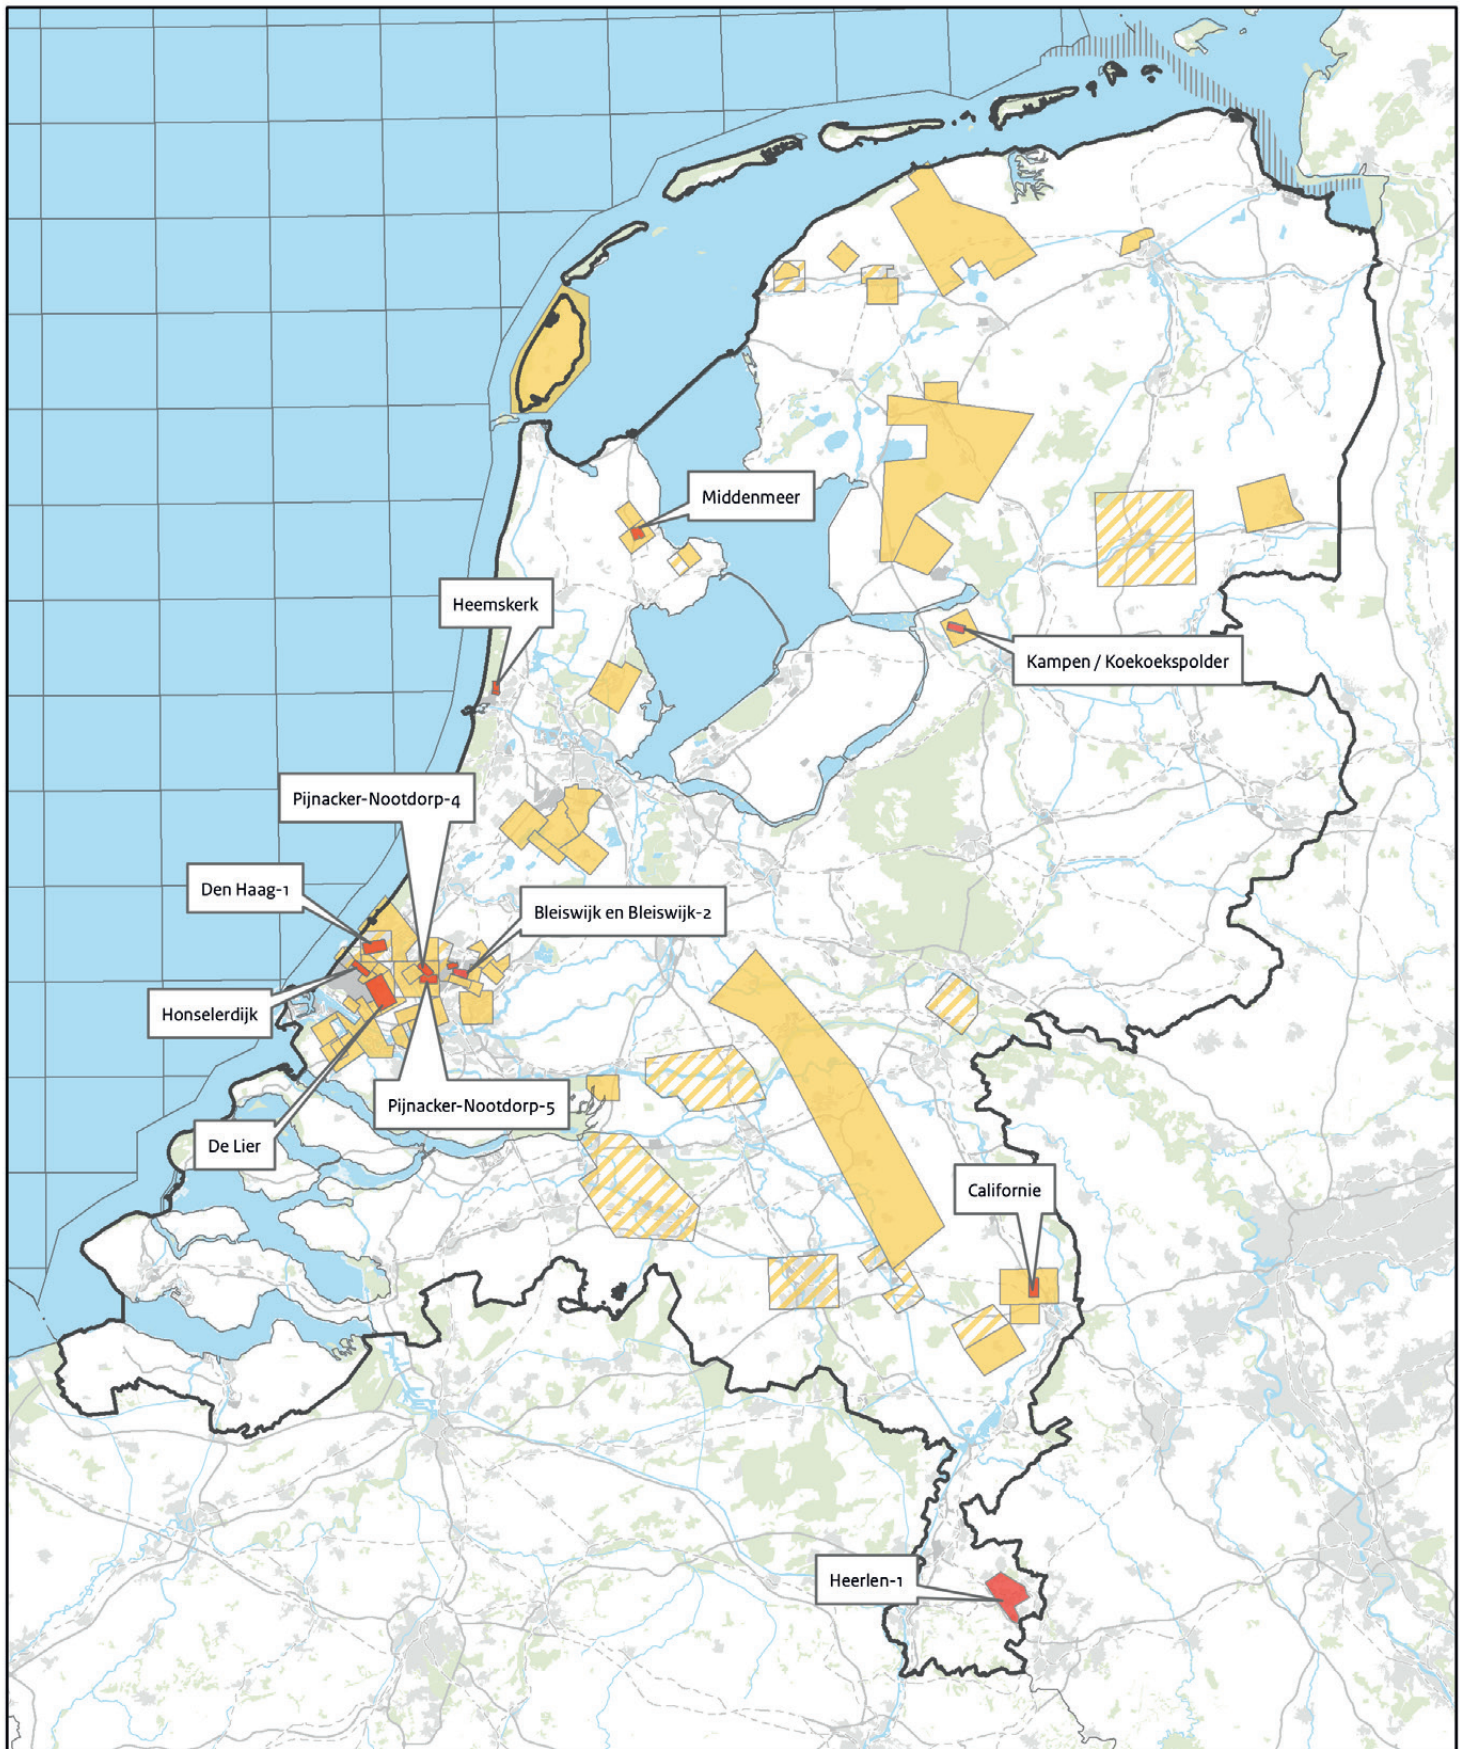 Middenmeer
Heemskerk
Kampen / Koekoekspolder
Pijnacker-Nootdorp-4
Den Haag-1
Bleiswijk en Bleiswijk-2
Honselerdijk
Pijnacker-Nootdorp-5
De Lier
Californie
Heerlen-1